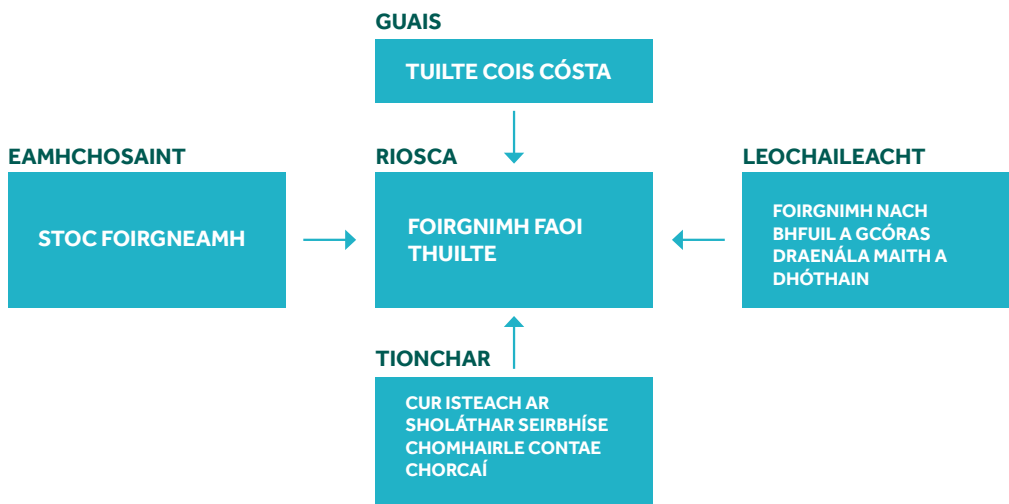 GUAIS
TUILTE COIS CÓSTA
EAMHCHOSAINT
STOC FOIRGNEAMH
RIOSCA
FOIRGNIMH FAOI
THUILTE
LEOCHAILEACHT
FOIRGNIMH NACH
BHFUIL A GCÓRAS
DRAENÁLA MAITH A
DHÓTHAIN
TIONCHAR
CUR ISTEACH AR
SHOLÁTHAR SEIRBHÍSE
CHOMHAIRLE CONTAE
CHORCAÍ